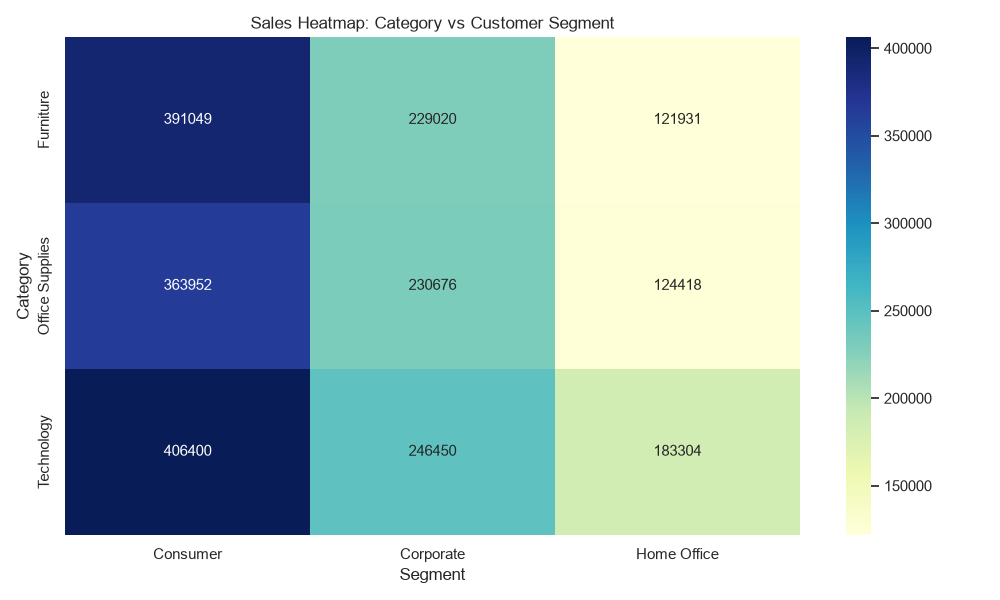 Sales Heatmap: Category vs Customer Segment
Category
Furniture
391049 229020 121931
Office Supplies
363952 230676 124418
Technology
406400 246450 183304
Consumer Corporate Home Office
Segment
400000
350000
300000
250000
200000
150000